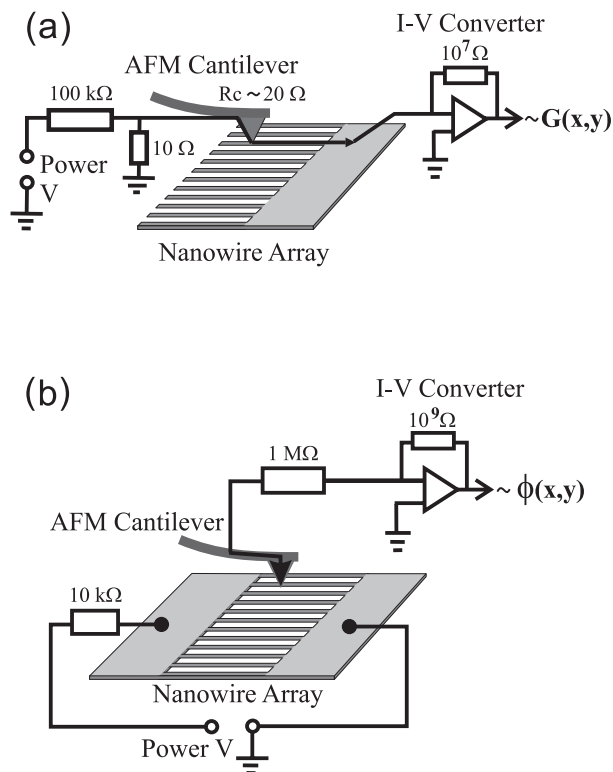 (a)
I-V Converter
10⁷Ω
AFM Cantilever
Rc ~ 20 Ω
100 kΩ
~G(x,y)
10 Ω
Power
V
Nanowire Array
(b)
I-V Converter
10⁹Ω
1 MΩ
~ ϕ(x,y)
AFM Cantilever
10 kΩ
Nanowire Array
Power V